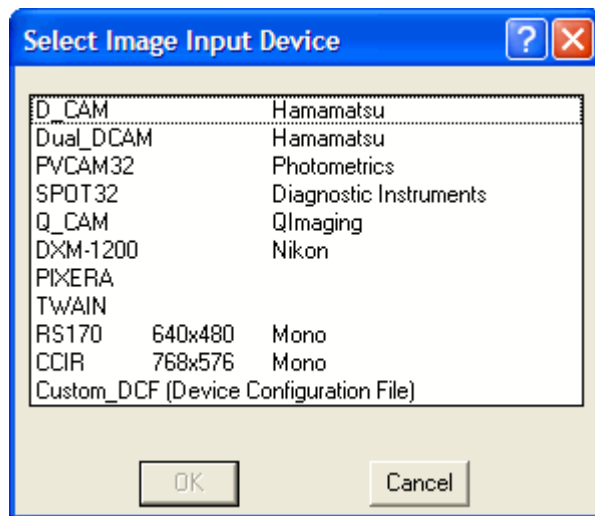 Select Image Input Device
D_CAM Hamamatsu
Dual_DCAM Hamamatsu
PVCAM32 Photometrics
SPOT32 Diagnostic Instruments
Q_CAM QImaging
DXM-1200 Nikon
PIXERA
TWAIN
RS170 640x480 Mono
CCIR 768x576 Mono
Custom_DCF (Device Configuration File)
OK Cancel